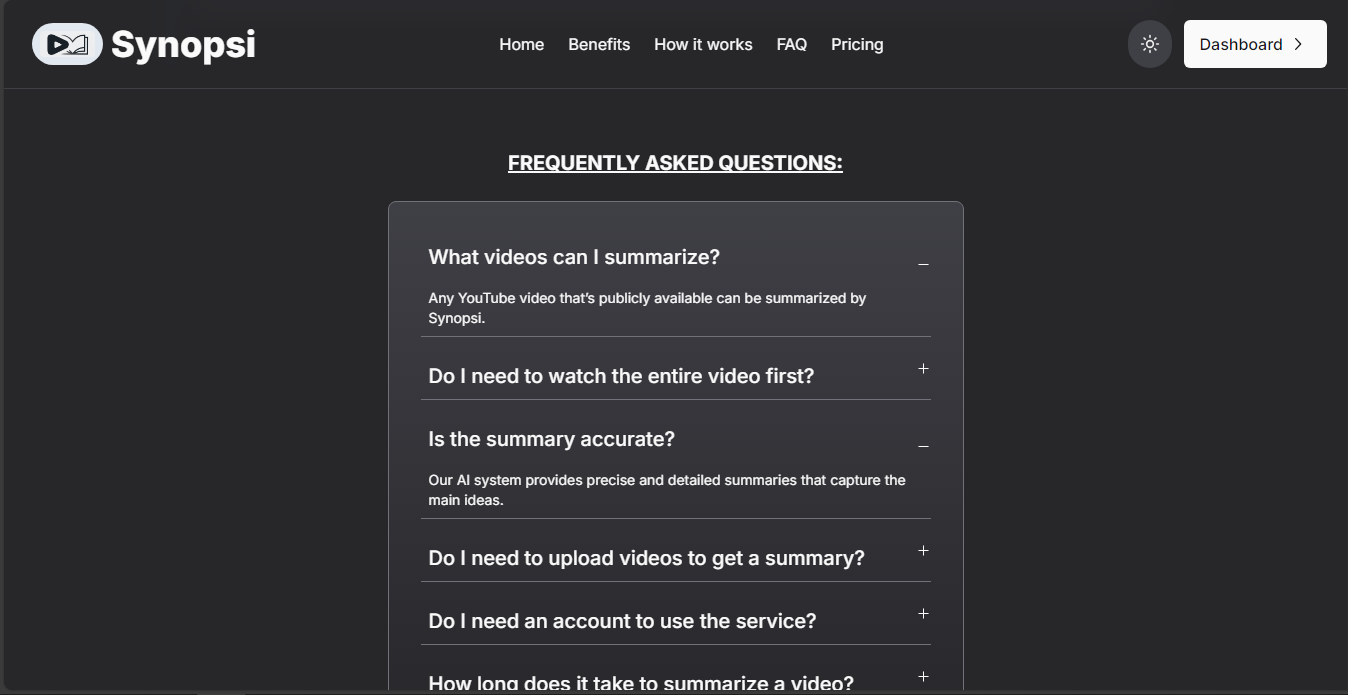 Synopsi
Home Benefits How it works FAQ Pricing
Dashboard
FREQUENTLY ASKED QUESTIONS:
What videos can I summarize?
Any YouTube video that’s publicly available can be summarized by
Synopsi.
Do I need to watch the entire video first?
Is the summary accurate?
Our AI system provides precise and detailed summaries that capture the
main ideas.
Do I need to upload videos to get a summary?
Do I need an account to use the service?
How long does it take to summarize a video?